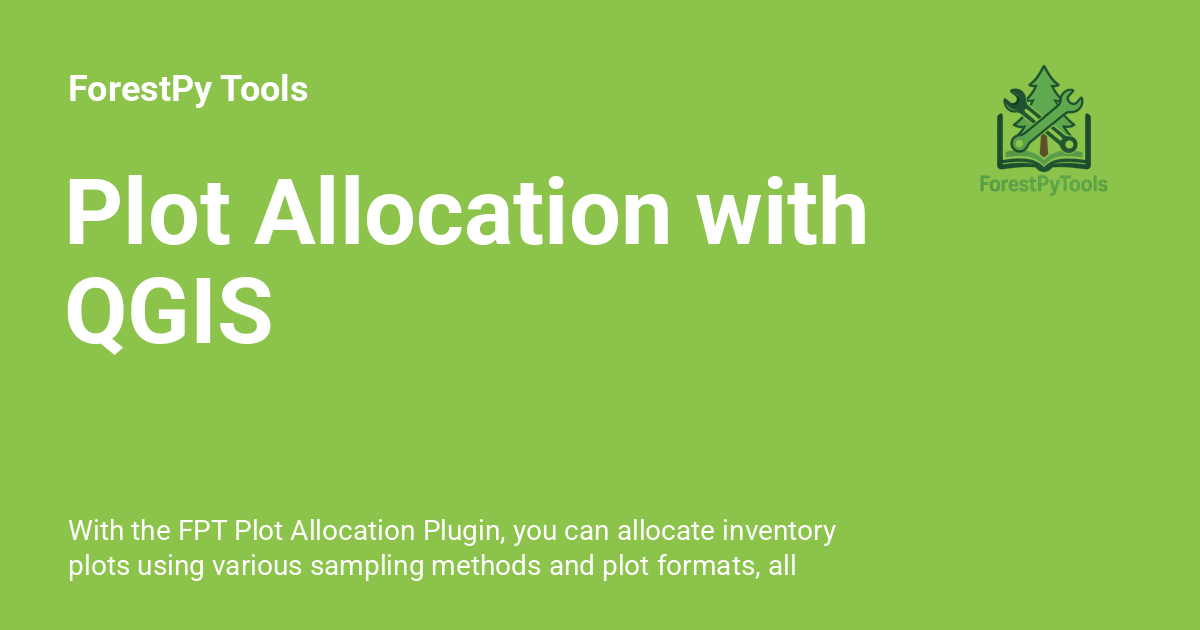 ForestPy Tools
ForestPyTools
Plot Allocation with
QGIS
With the FPT Plot Allocation Plugin, you can allocate inventory
plots using various sampling methods and plot formats, all